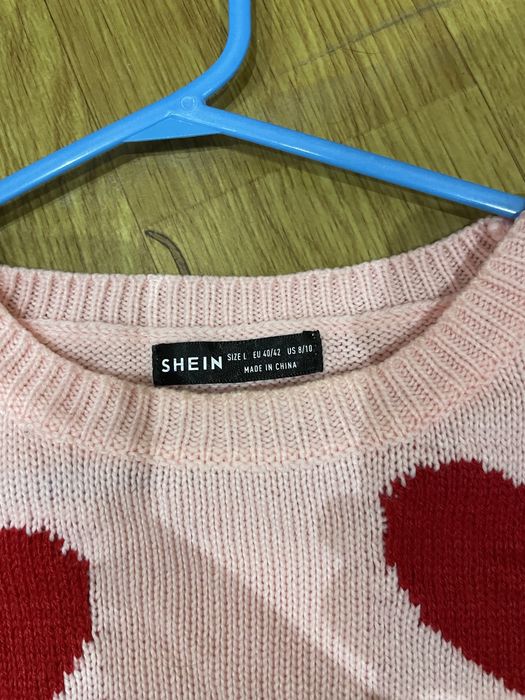 SHEIN SIZE L EU 40/42 US 8/10
MADE IN CHINA